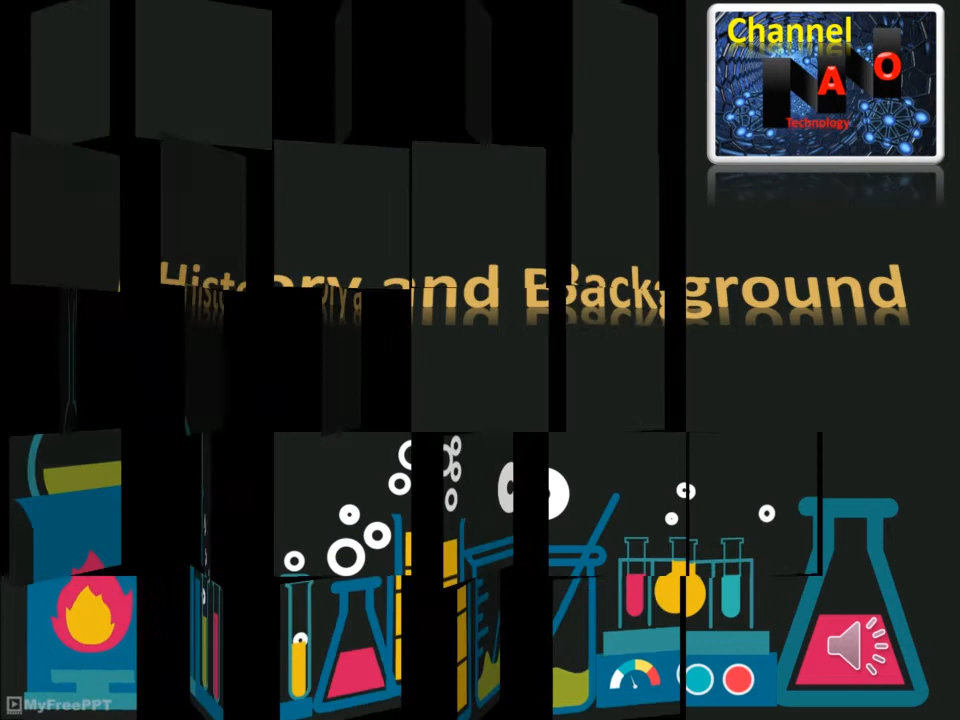 Channel
NANO
Technology
History and Background
MyFreePPT